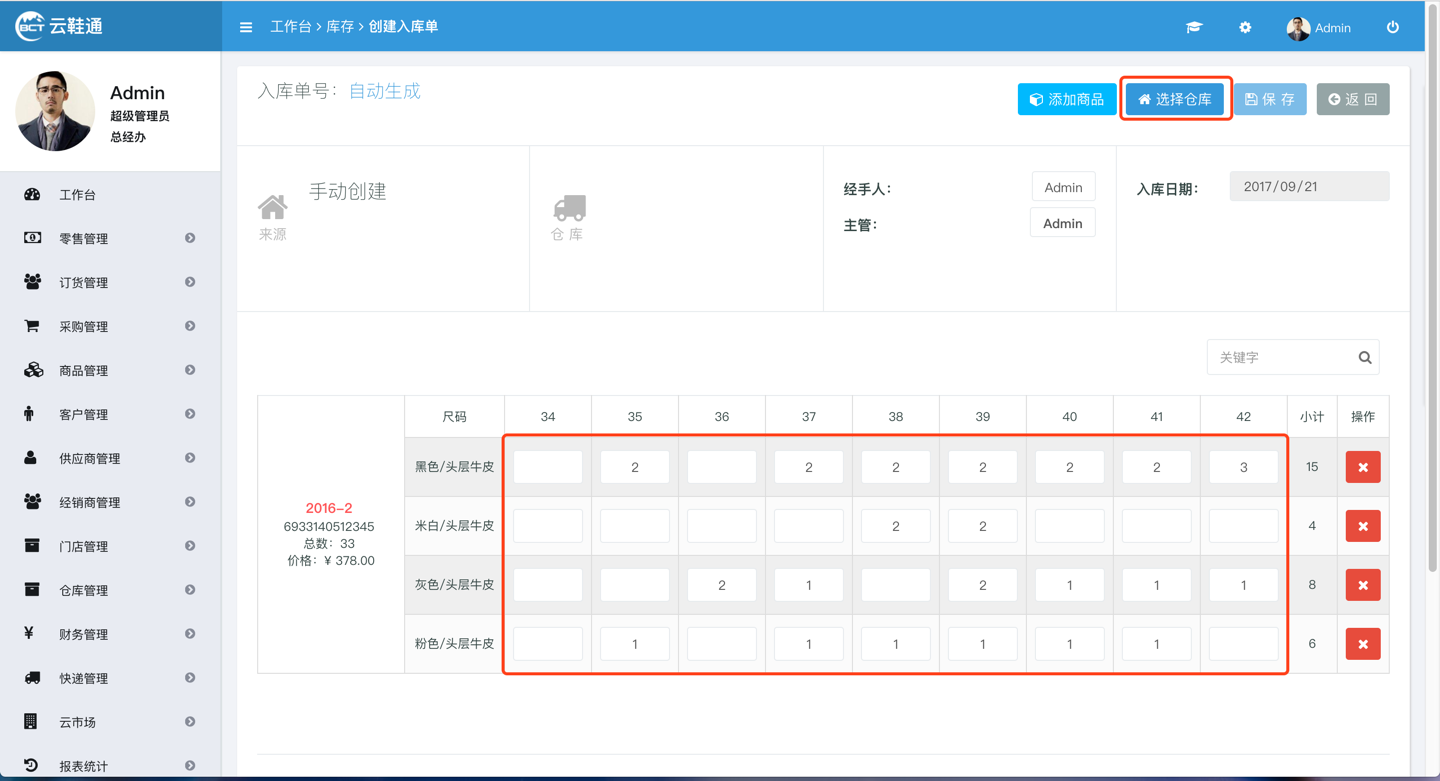 BCT 云鞋通
工作台 > 库存 > 创建入库单
Admin
Admin
超级管理员
总经办
工作台
零售管理
订货管理
采购管理
商品管理
客户管理
供应商管理
经销商管理
门店管理
仓库管理
¥ 财务管理
快递管理
云市场
报表统计
入库单号: 自动生成
添加商品 选择仓库 保 存 返 回
手动创建
来源
仓 库
经手人: Admin
主管: Admin
入库日期: 2017/09/21
关键字
尺码 34 35 36 37 38 39 40 41 42 小计 操作
2016-2
6933140512345
总数: 33
价格: ¥ 378.00
黑色/头层牛皮 2 2 2 2 2 2 3 15
米白/头层牛皮 2 2 4
灰色/头层牛皮 2 1 2 1 1 1 8
粉色/头层牛皮 1 1 1 1 1 1 6